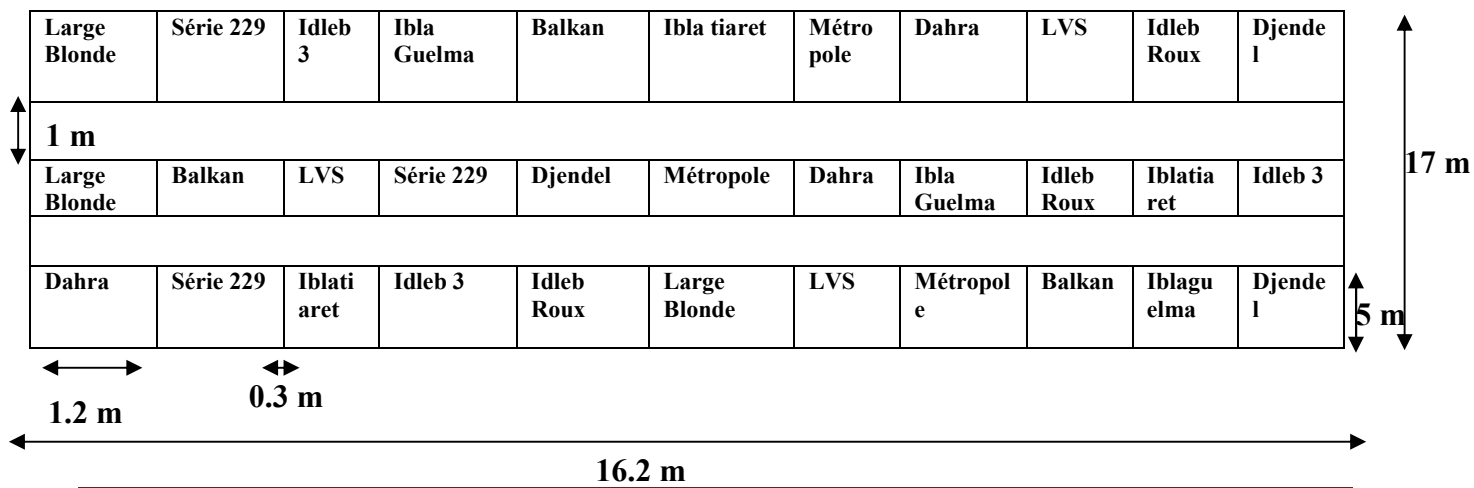 Large Série 229 Idleb Ibla Balkan Ibla tiaret Métro Dahra LVS Idleb Djende
Blonde 3 Guelma pole Roux l
1 m
Large Balkan LVS Série 229 Djendel Métropole Dahra Ibla Idleb Iblatia Idleb 3
Blonde Guelma Roux ret
17 m
Dahra Série 229 Iblati Idleb 3 Idleb Large LVS Métropol Balkan Iblagu Djende
aret Roux Blonde e elma l
5 m
0.3 m
1.2 m
16.2 m